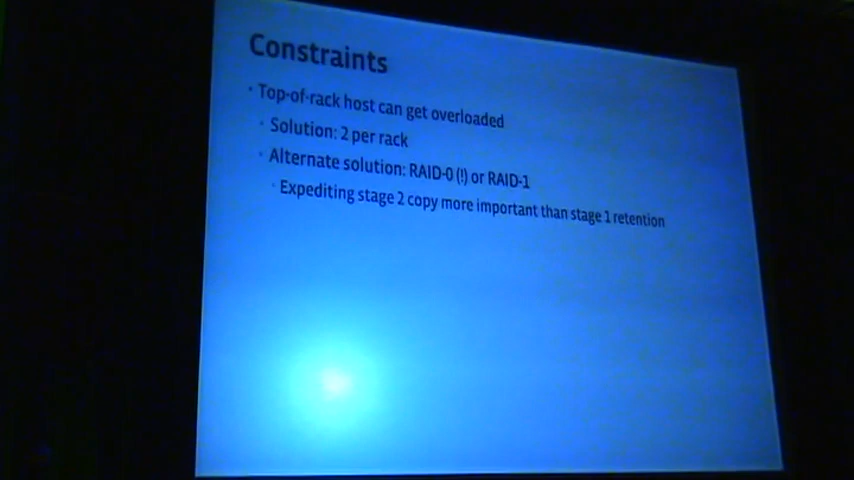 Constraints
• Top-of-rack host can get overloaded
• Solution: 2 per rack
• Alternate solution: RAID-0 (!) or RAID-1
• Expediting stage 2 copy more important than stage 1 retention